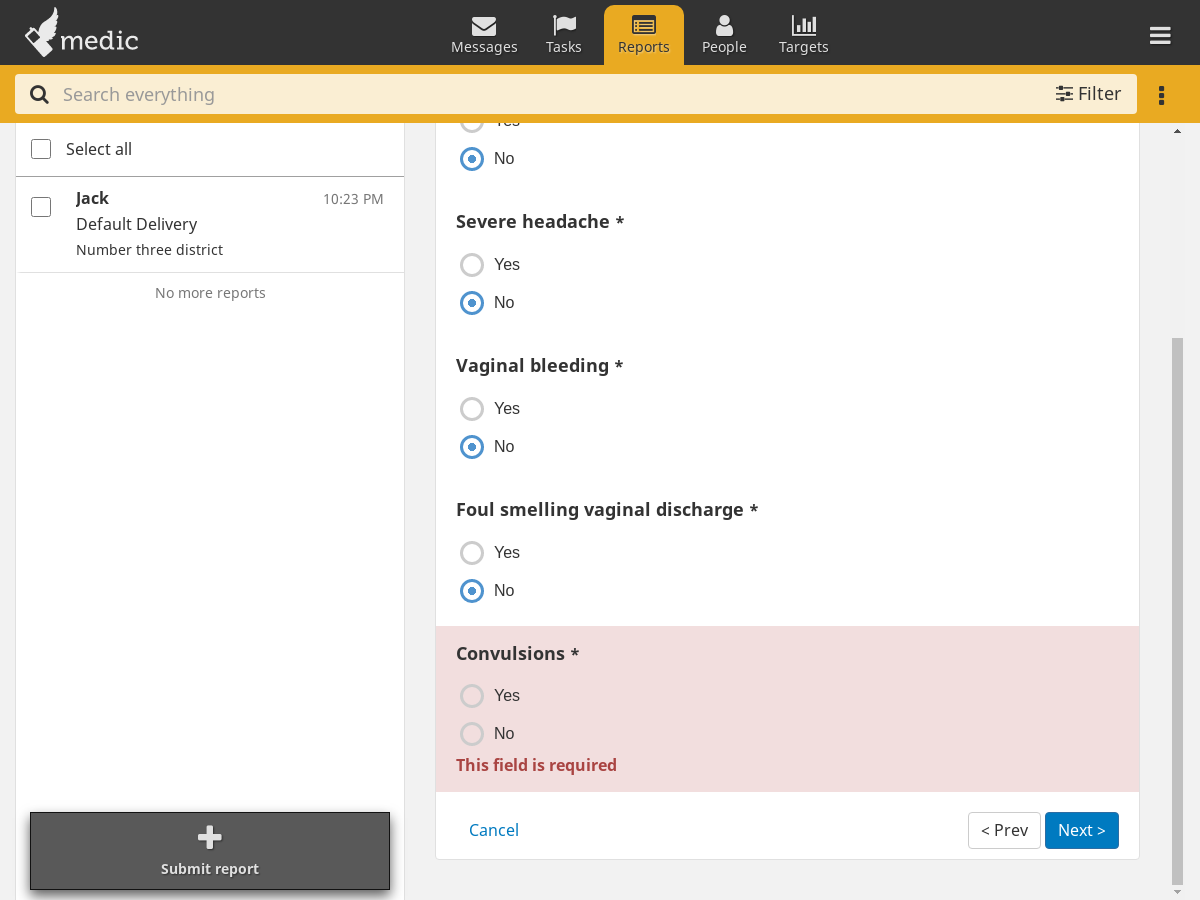 medic
Messages
Tasks
Reports
People
Targets
Search everything
Filter
Select all
Jack
10:23 PM
Default Delivery
Number three district
No more reports
Submit report
Yes
No
Severe headache *
Yes
No
Vaginal bleeding *
Yes
No
Foul smelling vaginal discharge *
Yes
No
Convulsions *
Yes
No
This field is required
Cancel
< Prev
Next >